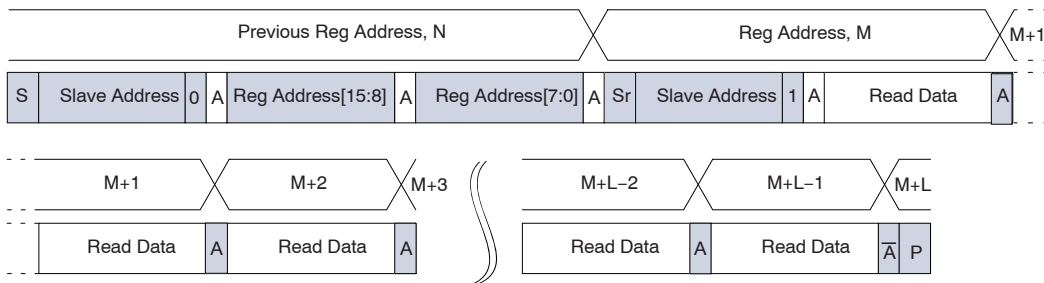 Previous Reg Address, N Reg Address, M M+1
S Slave Address 0 A Reg Address[15:8] A Reg Address[7:0] A Sr Slave Address 1 A Read Data A
M+1 M+2 M+3 M+L−2 M+L−1 M+L
Read Data A Read Data A Read Data A Read Data A̅ P